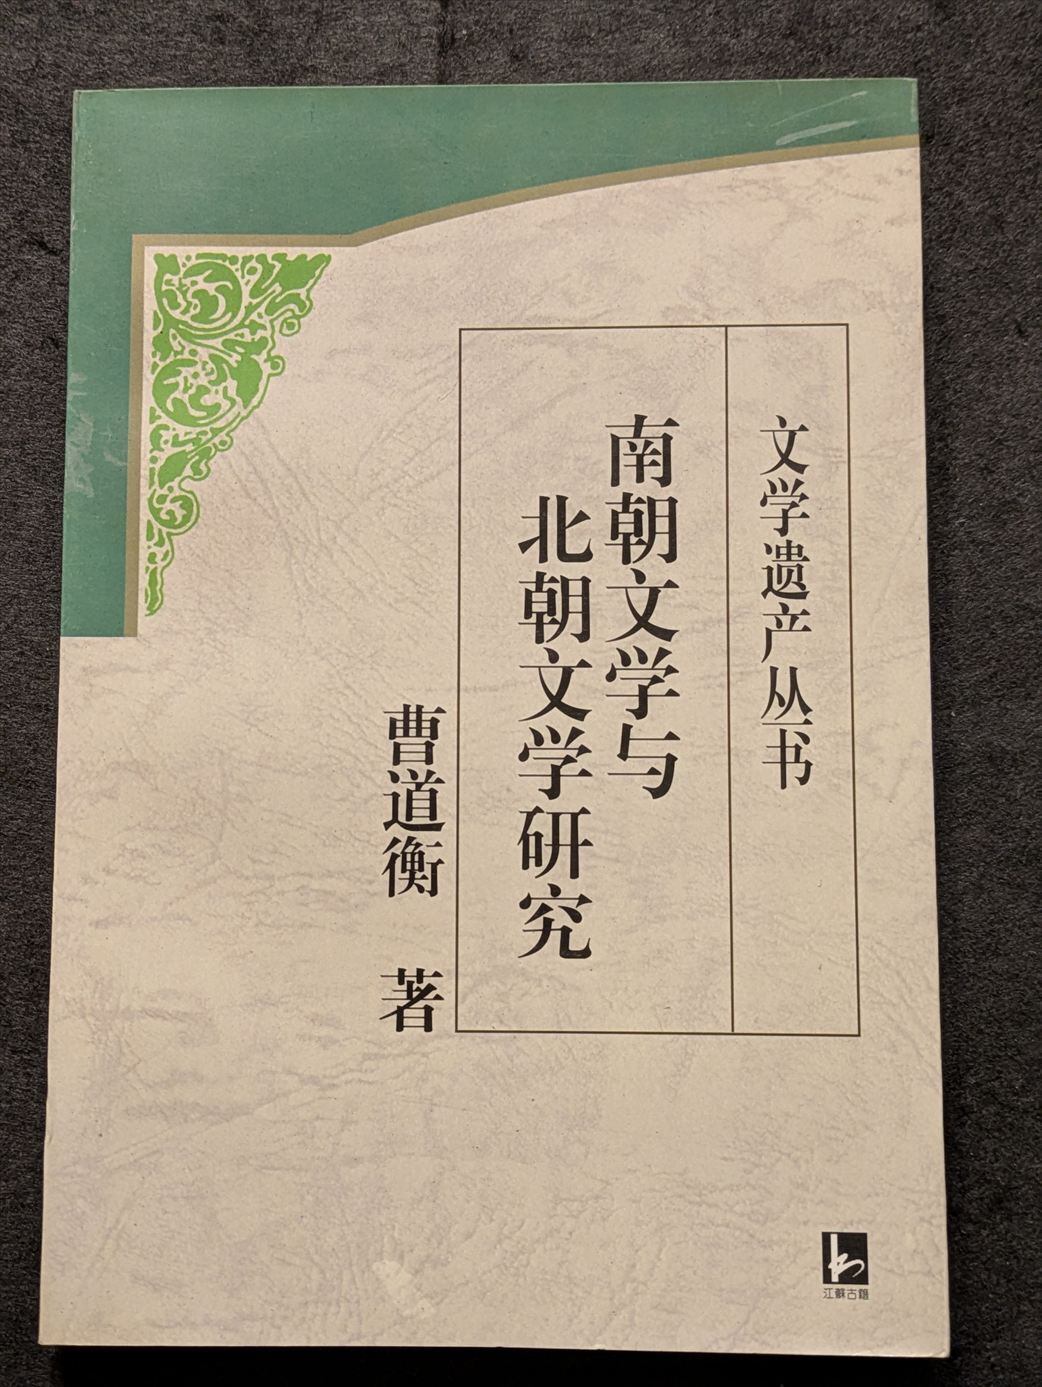 文学遗产丛书
南朝文学与
北朝文学研究
曹道衡 著
江蘇古籍